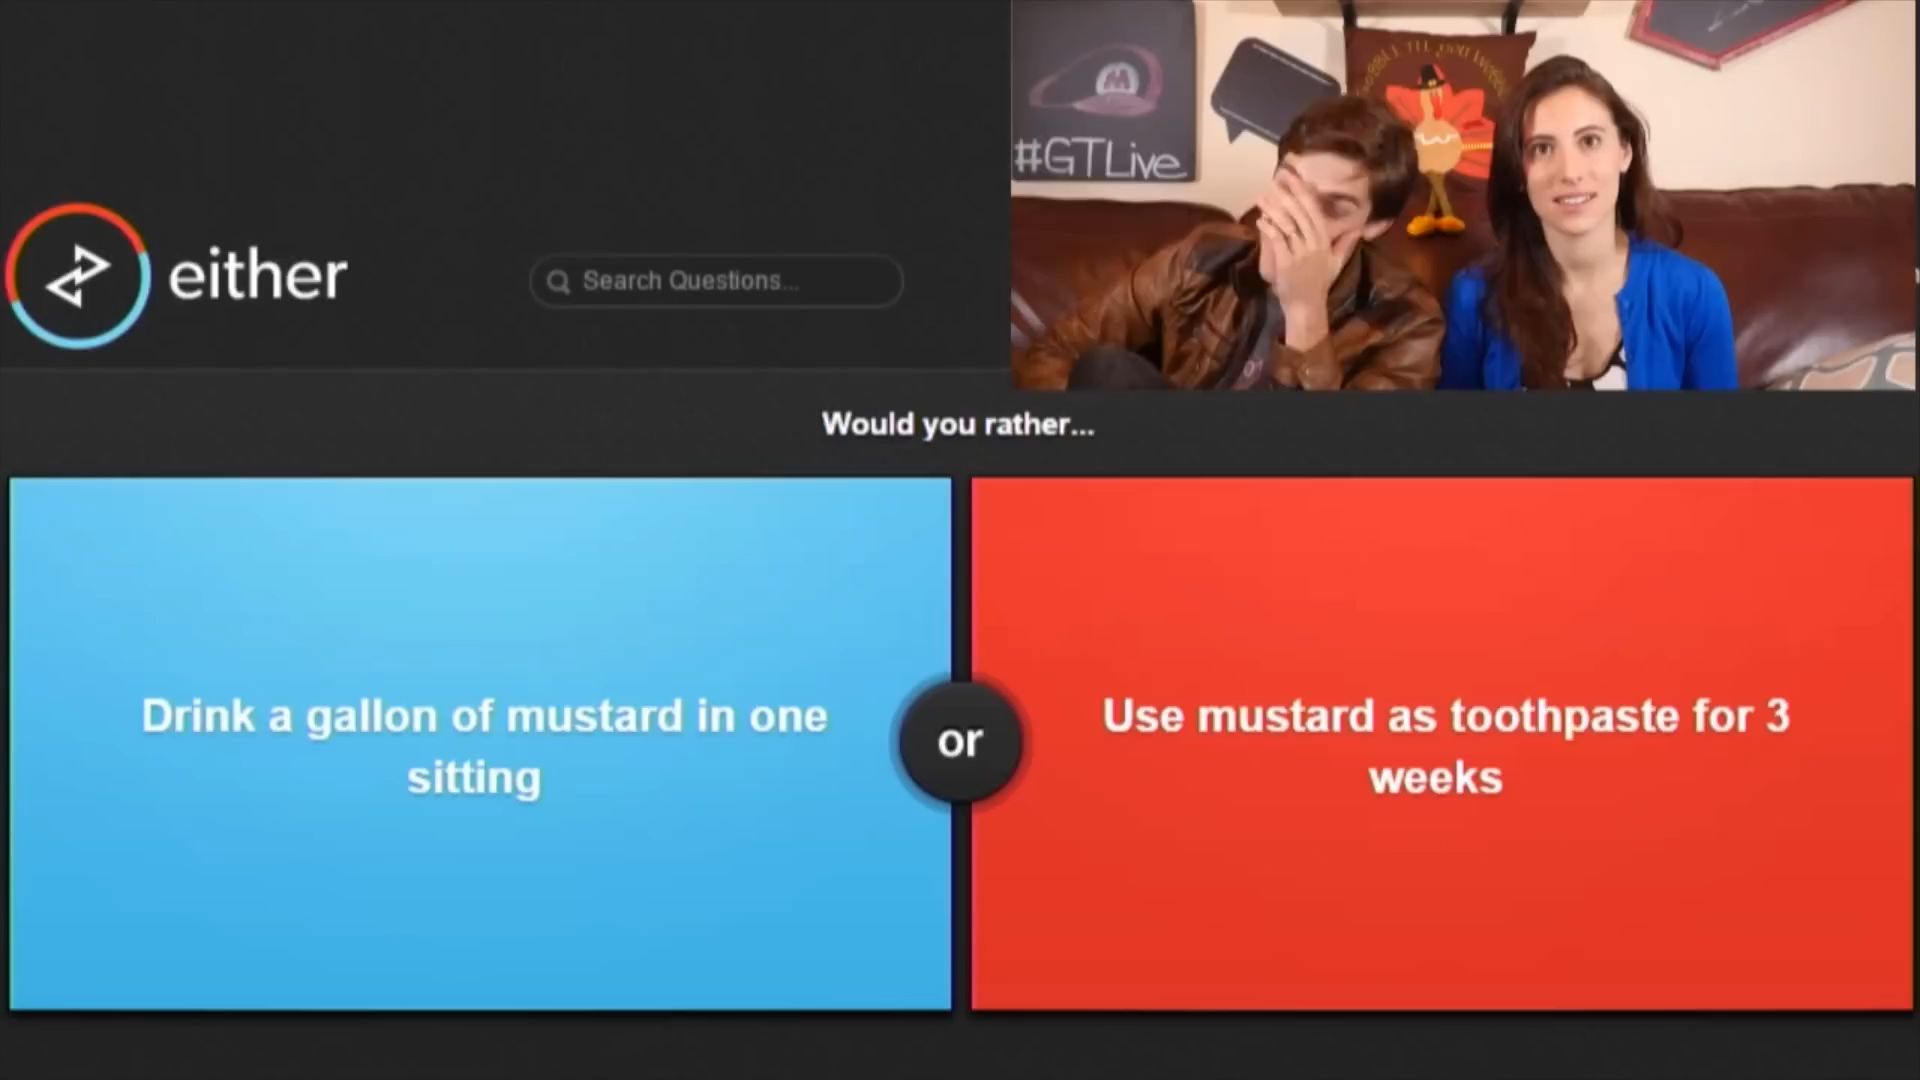 #GTLive
either
Search Questions...
Would you rather...
Drink a gallon of mustard in one
sitting
or
Use mustard as toothpaste for 3
weeks